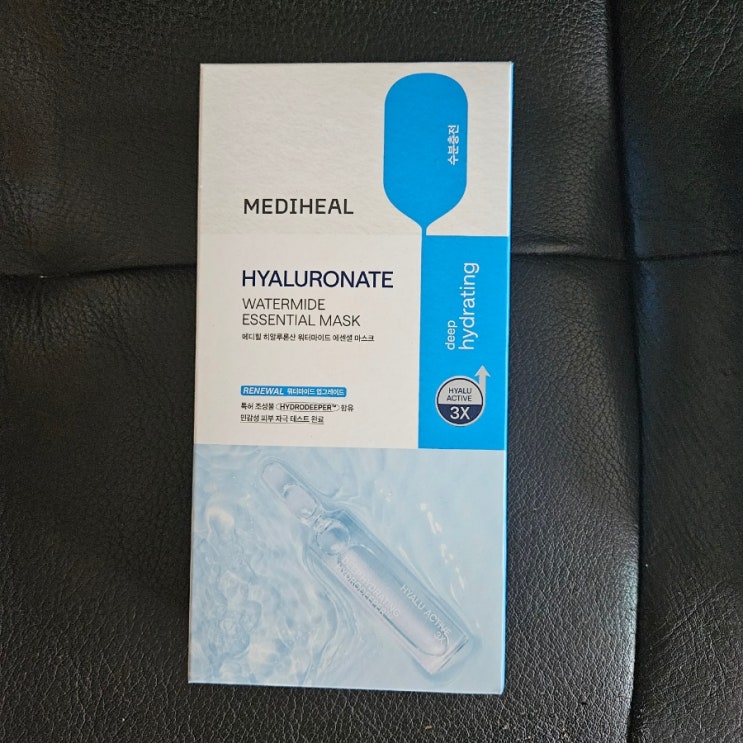 수분충전
MEDIHEAL
HYALURONATE
WATERMIDE
ESSENTIAL MASK
메디힐 히알루론산 워터마이드 에센셜 마스크
deep
hydrating
HYALU
ACTIVE
3X
RENEWAL 워터마이드 업그레이드
특허 조성물 HYDRODEEPER™ 함유
민감성 피부 자극 테스트 완료
HYALU ACTIVE
3X